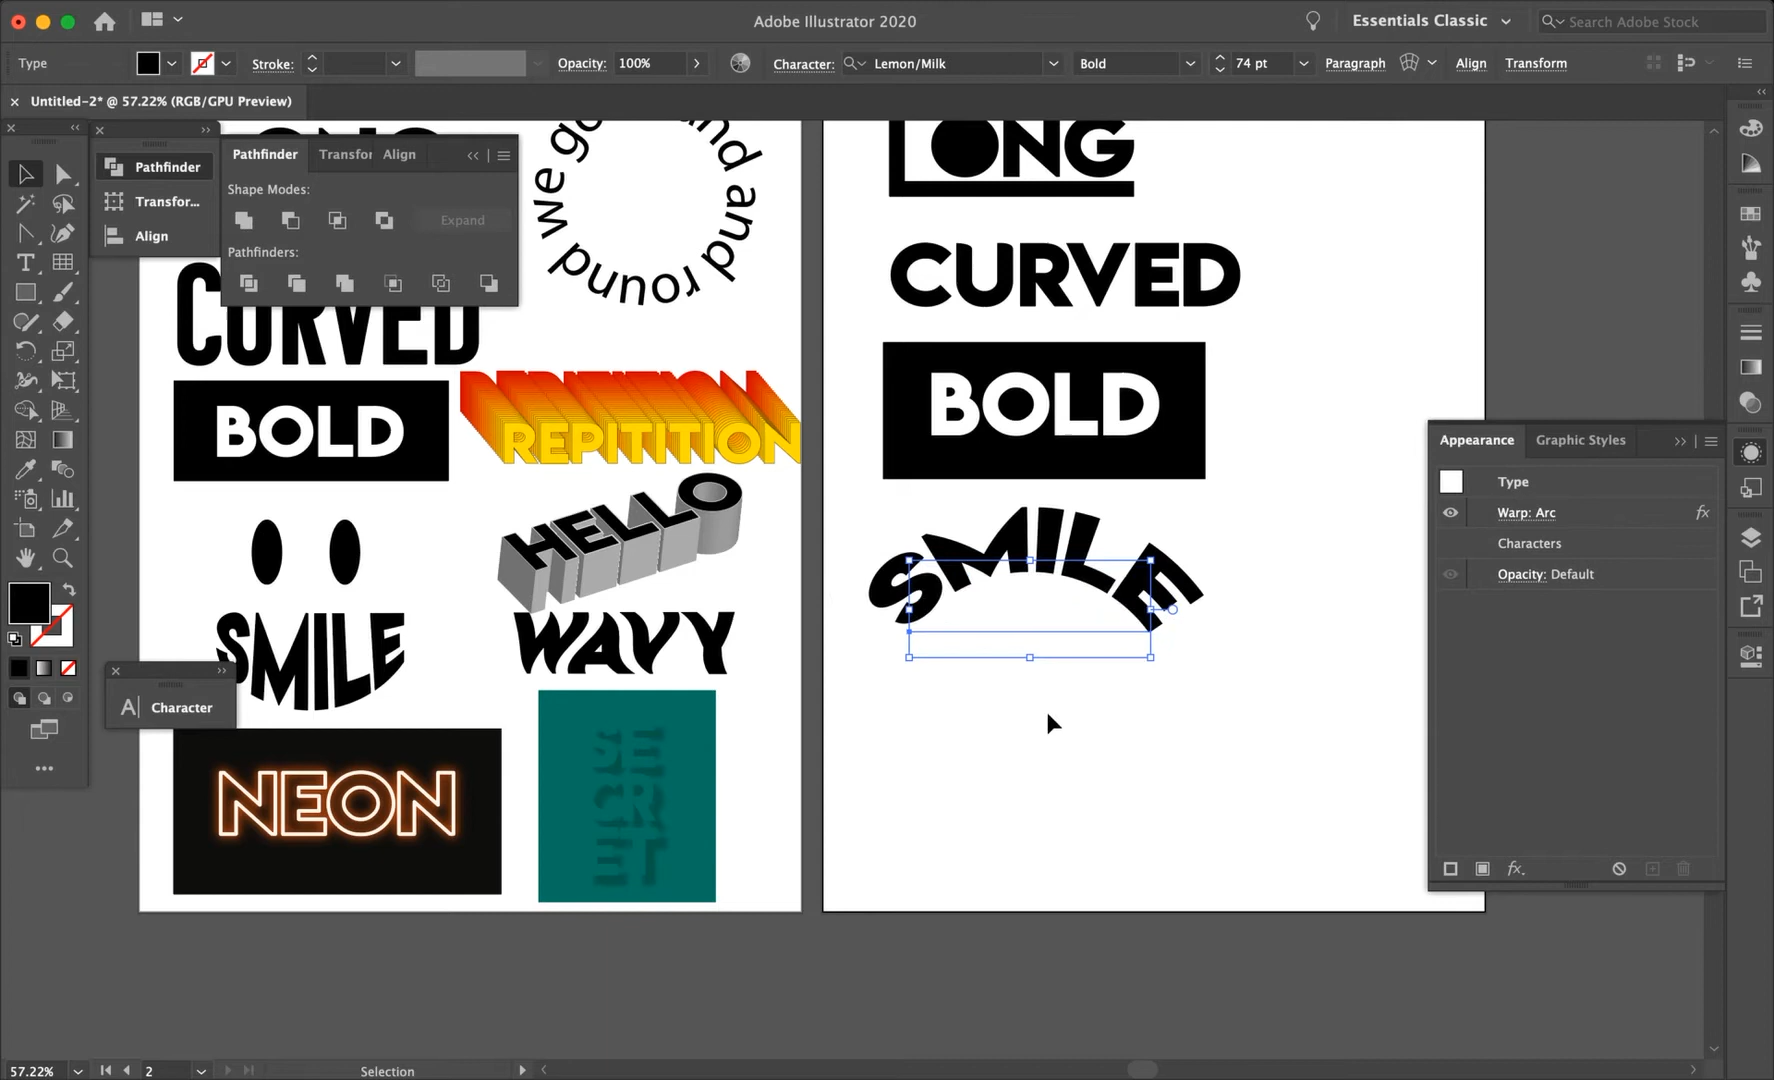 Adobe Illustrator 2020
Essentials Classic
Search Adobe Stock
Type
Stroke:
Opacity: 100%
Character:
Lemon/Milk
Bold
74 pt
Paragraph
Align
Transform
Untitled-2* @ 57.22% (RGB/GPU Preview)
Pathfinder
Transfor...
Align
Pathfinder
Transfor
Align
Shape Modes:
Expand
Pathfinders:
we go
nd and round
CURVED
BOLD
REPITITION
HELLO
SMILE
WAVY
NEON
LONG
CURVED
BOLD
SMILE
A| Character
Appearance
Graphic Styles
Type
Warp: Arc
fx
Characters
Opacity: Default
fx.
57.22%
2
Selection